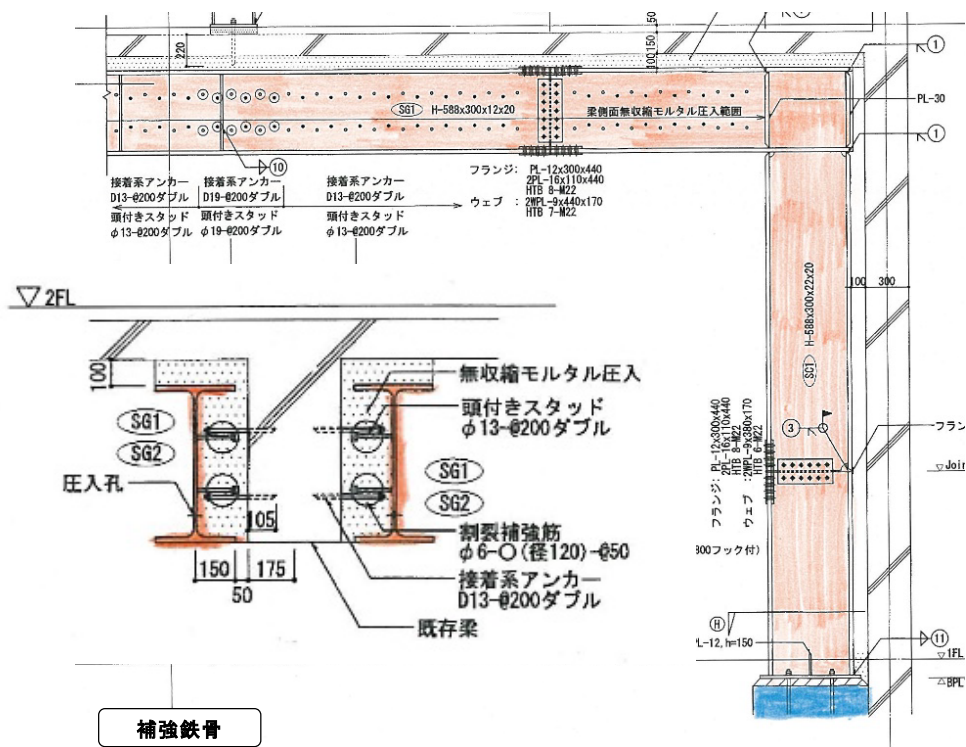 50
220
100 150
1
SG1 H-588x300x12x20
梁側面無収縮モルタル圧入範囲
PL-30
1
10
接着系アンカー 接着系アンカー 接着系アンカー
D13-@200ダブル D19-@200ダブル D13-@200ダブル
頭付きスタッド 頭付きスタッド 頭付きスタッド
φ13-@200ダブル φ19-@200ダブル φ13-@200ダブル
フランジ: PL-12x300x440
2PL-16x110x440
HTB 8-M22
ウェブ :2WPL-9x440x170
HTB 7-M22
100 300
SC1 H-588x300x22x20
▽2FL
100
SG1
SG2
圧入孔
105
150 175
50
無収縮モルタル圧入
頭付きスタッド
φ13-@200ダブル
SG1
SG2
割裂補強筋
φ6-○(径120)-@50
接着系アンカー
D13-@200ダブル
既存梁
フランジ:PL-12x300x440
2PL-16x110x440
HTB 8-M22
ウェブ :2WPL-9x380x170
HTB 6-M22
3
フラン
▽Join
300フック付)
H
PL-12,h=150
11
▽1FL
△BPL
補強鉄骨